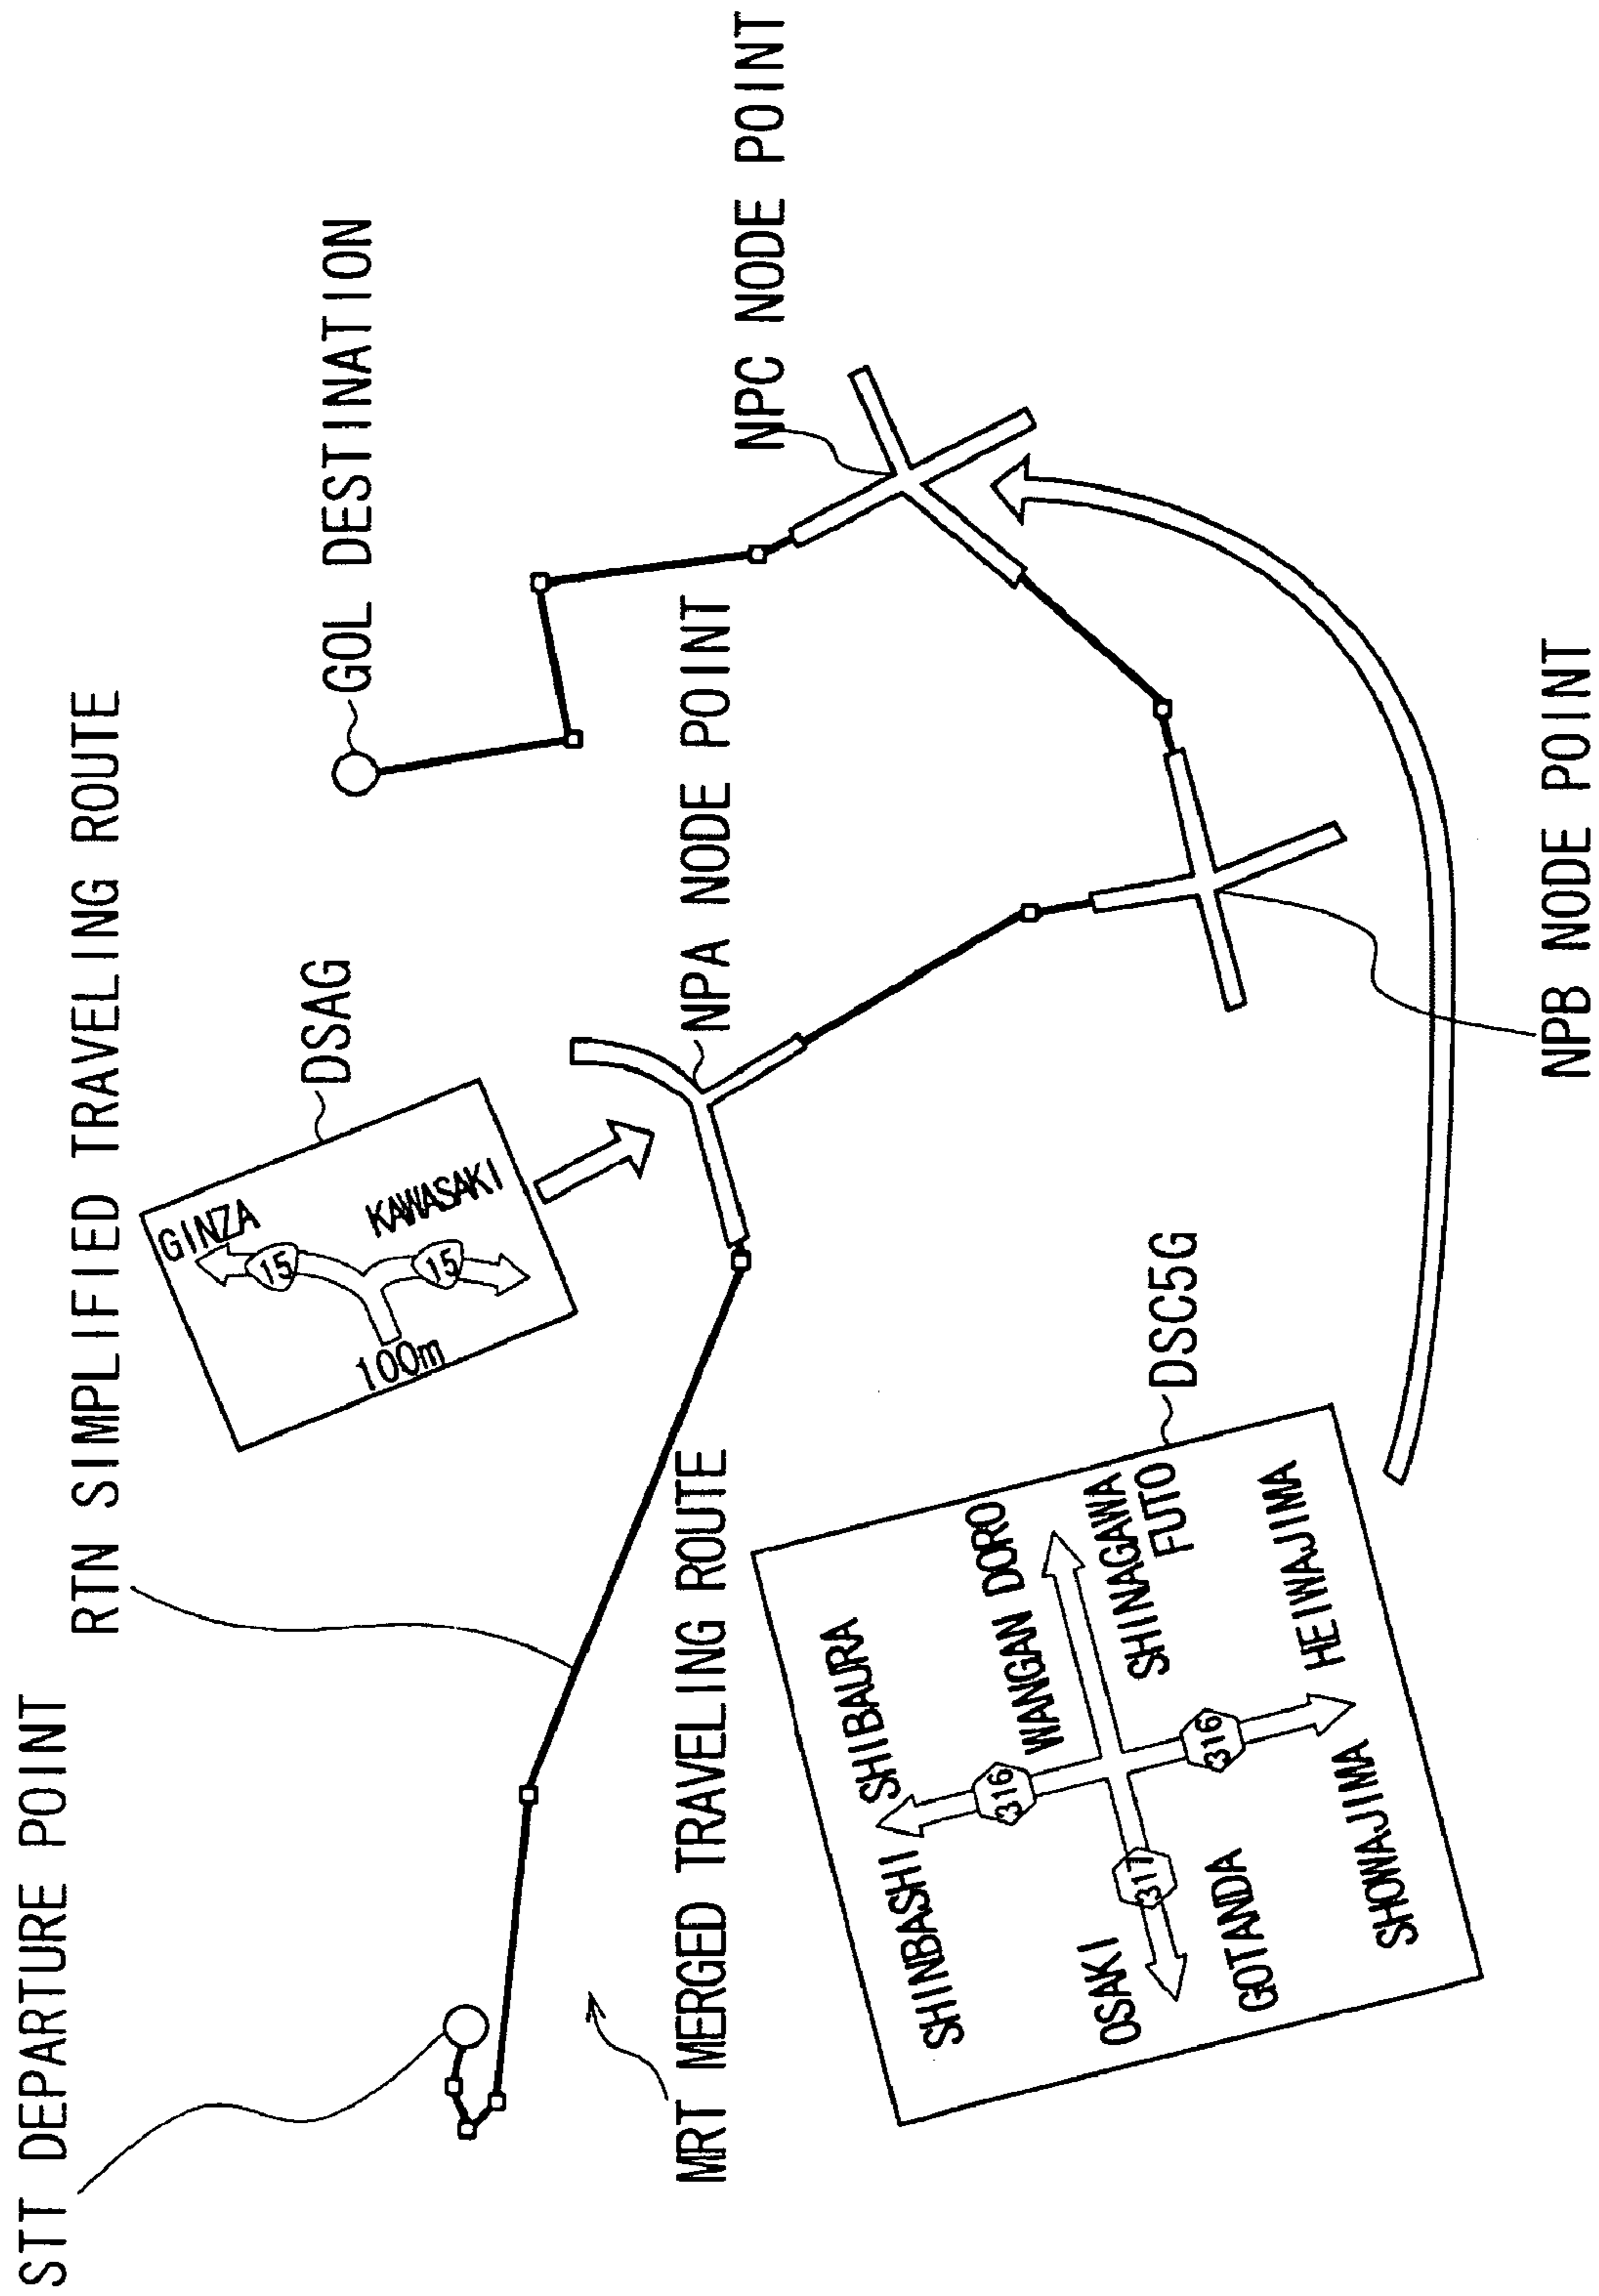 STT DEPARTURE POINT
RTN SIMPLIFIED TRAVELING ROUTE
DSAG
GINZA
15
KAWASAKI
15
100m
GOL DESTINATION
NPA NODE POINT
NPC NODE POINT
MRT MERGED TRAVELING ROUTE
DSC5G
SHINBASHI
SHIBAURA
316
WANGAN DORO
OSAKI
317
SHINAGAWA
FUTO
GOTANDA
316
HEIWAJIMA
SHOWAJIMA
NPB NODE POINT